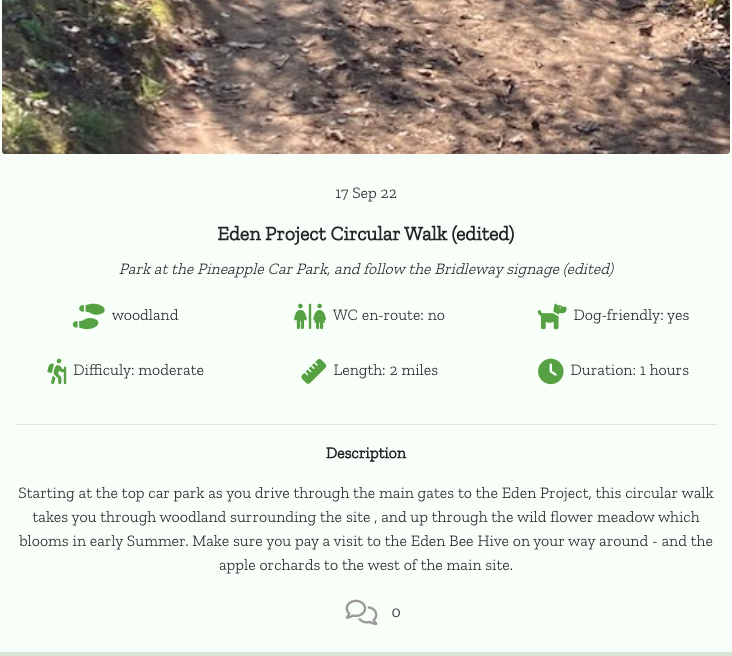 17 Sep 22
Eden Project Circular Walk (edited)
Park at the Pineapple Car Park, and follow the Bridleway signage (edited)
woodland
WC en-route: no
Dog-friendly: yes
Difficuly: moderate
Length: 2 miles
Duration: 1 hours
Description
Starting at the top car park as you drive through the main gates to the Eden Project, this circular walk
takes you through woodland surrounding the site , and up through the wild flower meadow which
blooms in early Summer. Make sure you pay a visit to the Eden Bee Hive on your way around - and the
apple orchards to the west of the main site.
0